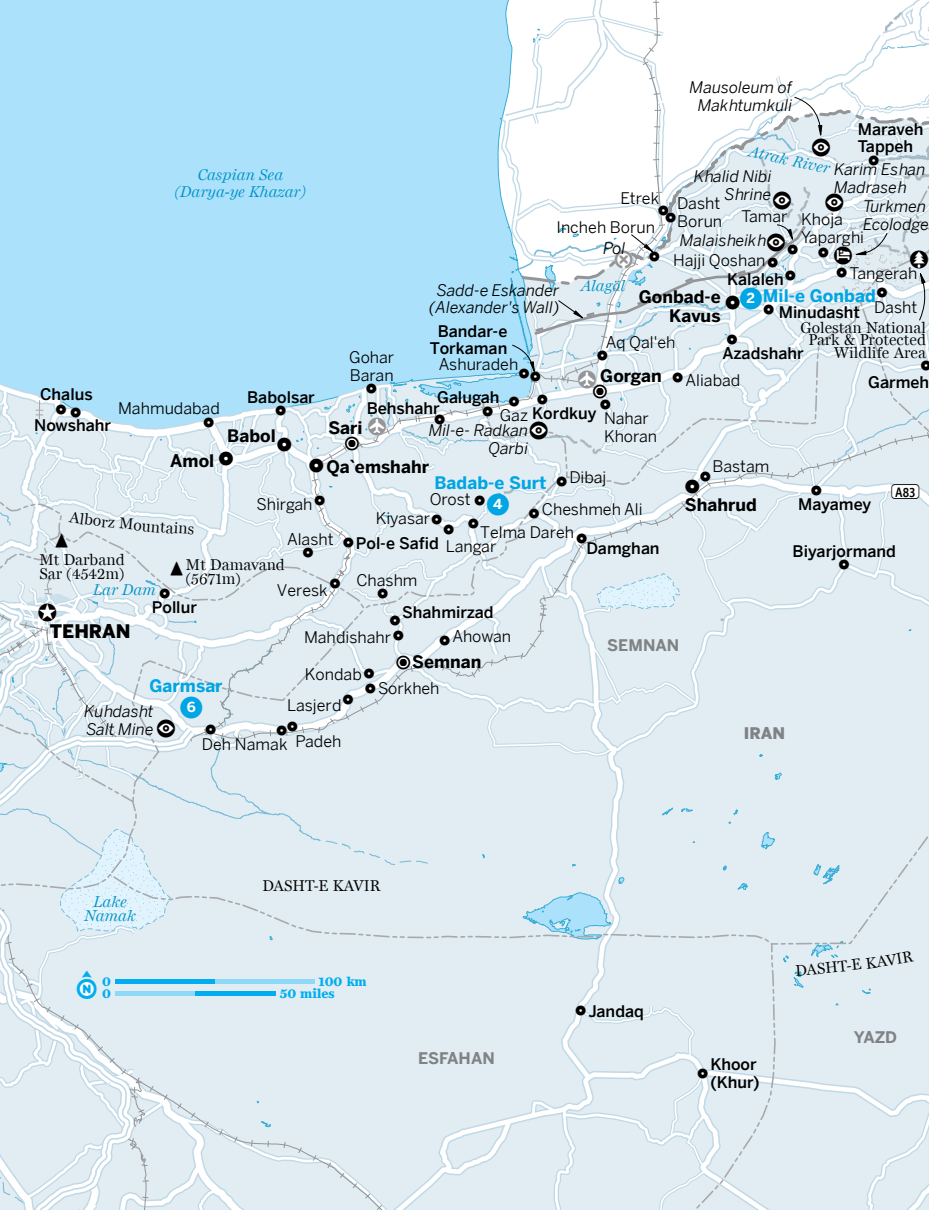 Mausoleum of
Makhtumkuli
Maraveh
Tappeh
Atrak River
Caspian Sea
(Darya-ye Khazar)
Khalid Nibi
Shrine
Karim Eshan
Madraseh
Turkmen
Ecolodge
Etrek
Dasht
Borun
Tamar
Khoja
Yaparghi
Incheh Borun
Pol
Malaisheikh
Hajji Qoshan
Kalaleh
Tangerah
Alagül
Sadd-e Eskander
(Alexander's Wall)
Gonbad-e
Kavus
2
Mil-e Gonbad
Minudasht
Dasht
Golestan National
Park & Protected
Wildlife Area
Bandar-e
Torkaman
Ashuradeh
Aq Qal'eh
Azadshahr
Garmeh
Gohar
Baran
Gorgan
Aliabad
Chalus
Nowshahr
Mahmudabad
Babolsar
Behshahr
Galugah
Gaz
Kordkuy
Nahar
Khoran
Babol
Sari
Mil-e- Radkan
Qarbi
Amol
Qa`emshahr
Badab-e Surt
4
Dibaj
Bastam
Shahrud
A83
Mayamey
Shirgah
Orost
Cheshmeh Ali
Kiyasar
Langar
Telma Dareh
Alborz Mountains
Alasht
Pol-e Safid
Damghan
Biyarjormand
Mt Darband
Sar (4542m)
Mt Damavand
(5671m)
Lar Dam
Pollur
Veresk
Chashm
Shahmirzad
TEHRAN
Mahdishahr
Ahowan
SEMNAN
Semnan
Kondab
Sorkheh
Garmsar
6
Lasjerd
Kuhdasht
Salt Mine
Deh Namak
Padeh
IRAN
DASHT-E KAVIR
Lake
Namak
DASHT-E KAVIR
N
0
100 km
0
50 miles
Jandaq
YAZD
ESFAHAN
Khoor
(Khur)